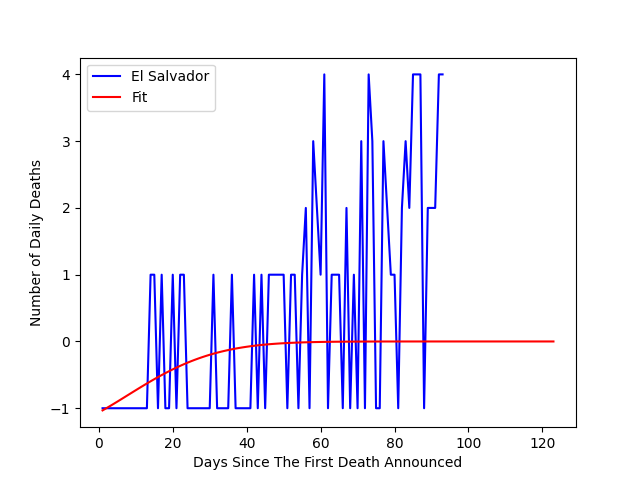 El Salvador
Fit
Number of Daily Deaths
4
3
2
1
0
−1
0 20 40 60 80 100 120
Days Since The First Death Announced